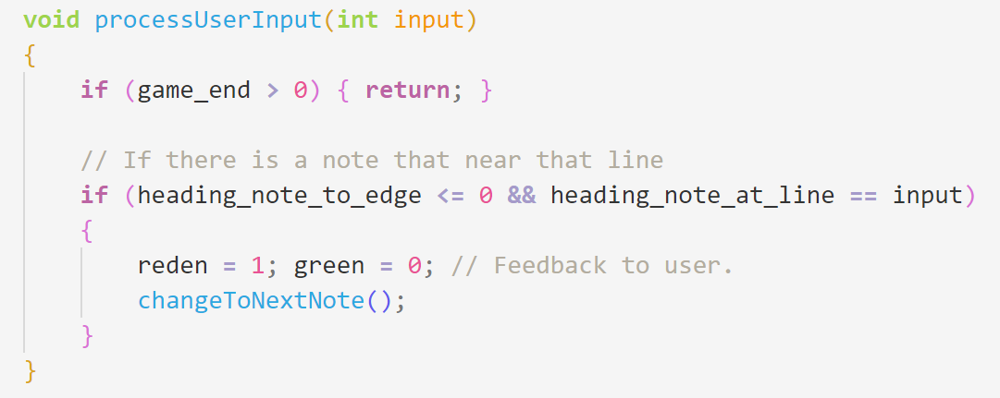 void processUserInput(int input)
{
    if (game_end > 0) { return; }

    // If there is a note that near that line
    if (heading_note_to_edge <= 0 && heading_note_at_line == input)
    {
        reden = 1; green = 0; // Feedback to user.
        changeToNextNote();
    }
}